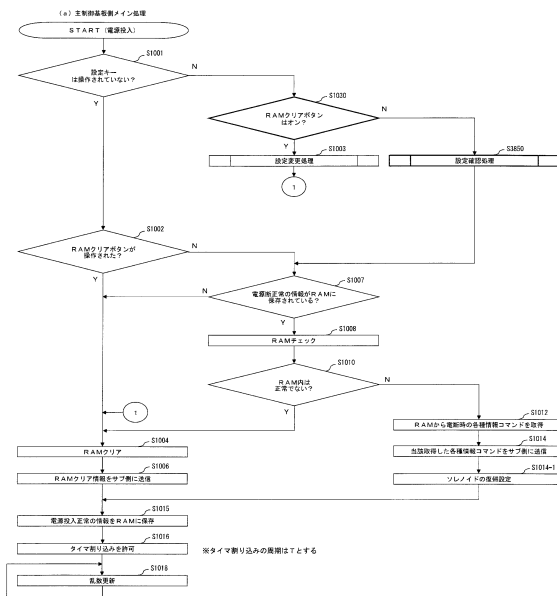 (a) 主制御基板側メイン処理
START (電源投入)
S1001
設定キー
は操作されていない?
N
Y
S1030
RAMクリアボタン
はオン?
N
Y
S1003
設定変更処理
S3850
設定確認処理
1
S1002
RAMクリアボタンが
操作された?
N
Y
S1007
電源断正常の情報がRAMに
保存されている?
N
Y
S1008
RAMチェック
S1010
RAM内は
正常でない?
N
Y
1
S1012
RAMから電断時の各種情報コマンドを取得
S1004
RAMクリア
S1014
当該取得した各種情報コマンドをサブ側に送信
S1006
RAMクリア情報をサブ側に送信
S1014-1
ソレノイドの復帰設定
S1015
電源投入正常の情報をRAMに保存
S1016
タイマ割り込みを許可
※タイマ割り込みの周期はTとする
S1018
乱数更新